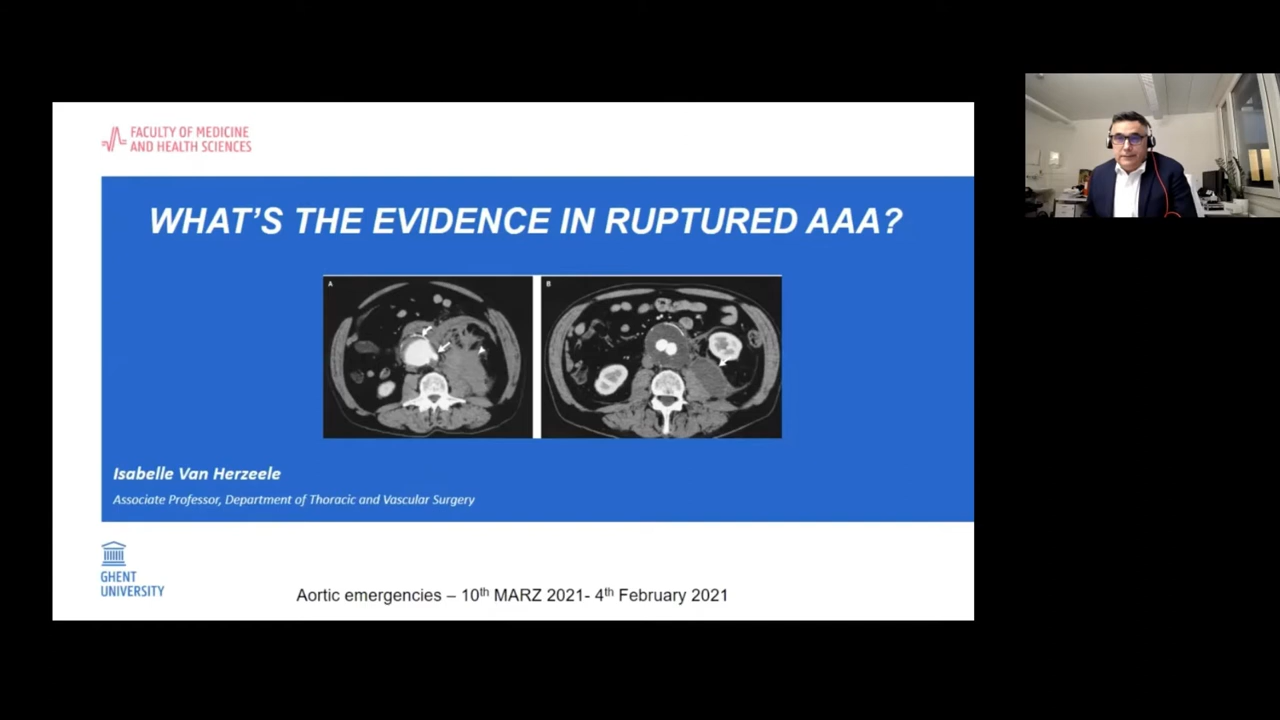 FACULTY OF MEDICINE
AND HEALTH SCIENCES
WHAT'S THE EVIDENCE IN RUPTURED AAA?
A
B
Isabelle Van Herzeele
Associate Professor, Department of Thoracic and Vascular Surgery
GHENT
UNIVERSITY
Aortic emergencies – 10th MARZ 2021- 4th February 2021